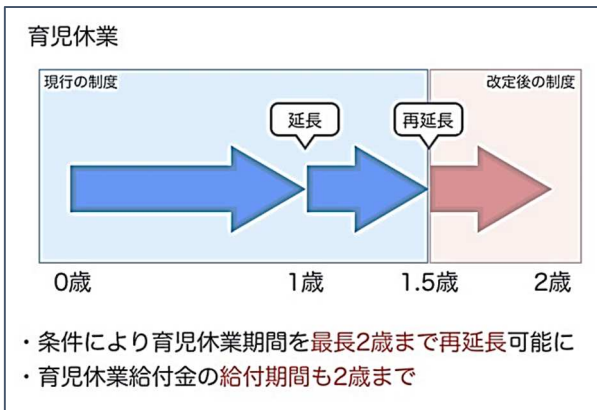 育児休業
現行の制度
改定後の制度
延長
再延長
0歳
1歳
1.5歳
2歳
・条件により育児休業期間を最長2歳まで再延長可能に
・育児休業給付金の給付期間も2歳まで